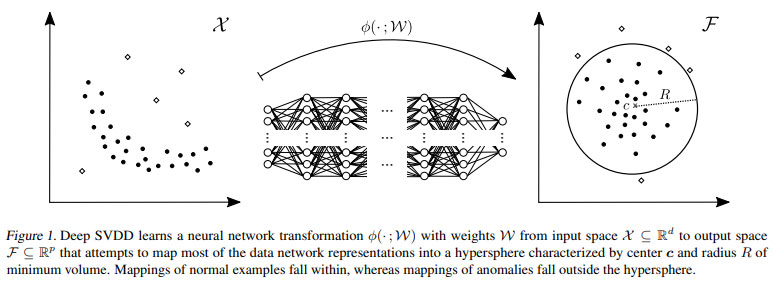 𝒳
ϕ(· ; 𝒲)
ℱ
R
c
Figure 1. Deep SVDD learns a neural network transformation ϕ(· ; 𝒲) with weights 𝒲 from input space 𝒳 ⊆ ℝᵈ to output space
ℱ ⊆ ℝᵖ that attempts to map most of the data network representations into a hypersphere characterized by center c and radius R of
minimum volume. Mappings of normal examples fall within, whereas mappings of anomalies fall outside the hypersphere.